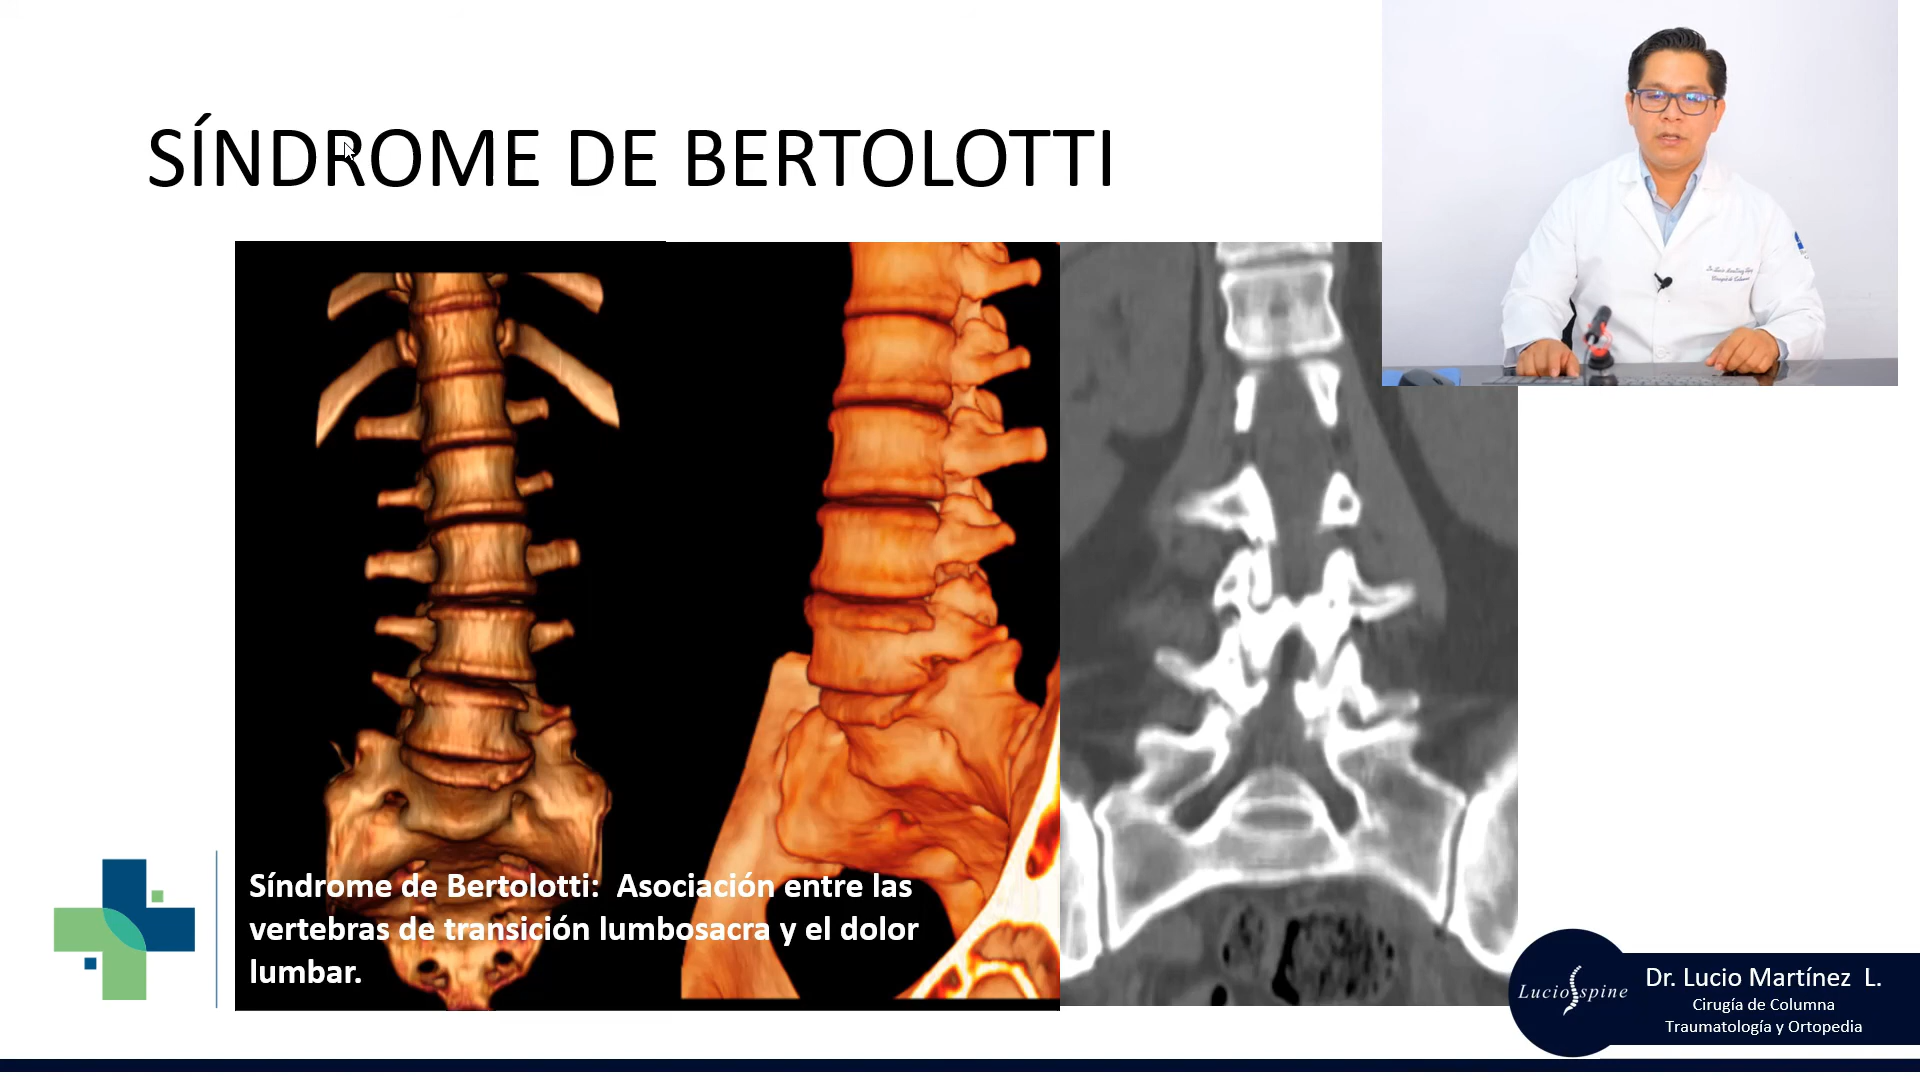 SÍNDROME DE BERTOLOTTI
Síndrome de Bertolotti:  Asociación entre las
vertebras de transición lumbosacra y el dolor
lumbar.
Lucio spine
Dr. Lucio Martínez  L.
Cirugía de Columna
Traumatología y Ortopedia